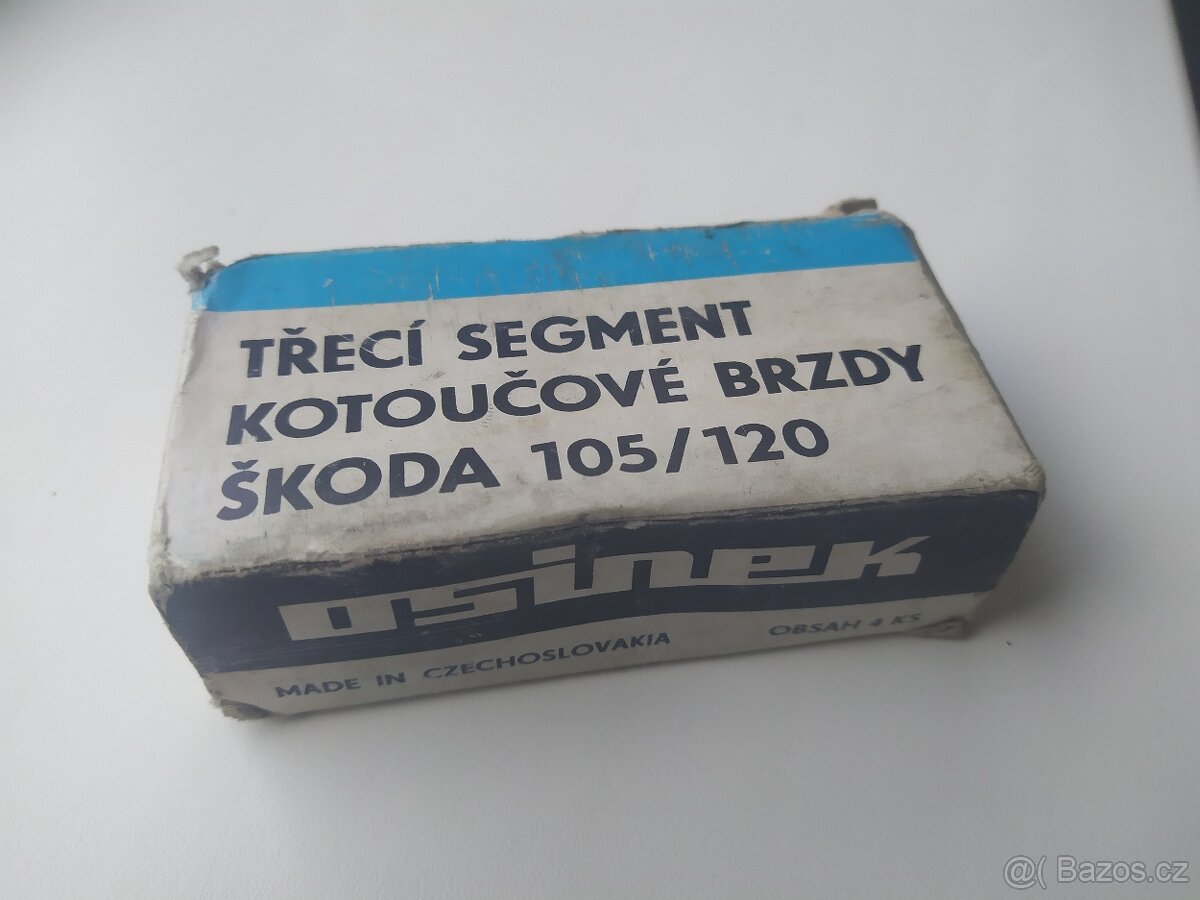 TŘECÍ SEGMENT
KOTOUČOVÉ BRZDY
ŠKODA 105/120
osinek
MADE IN CZECHOSLOVAKIA
OBSAH 4 KS
@( Bazos.cz